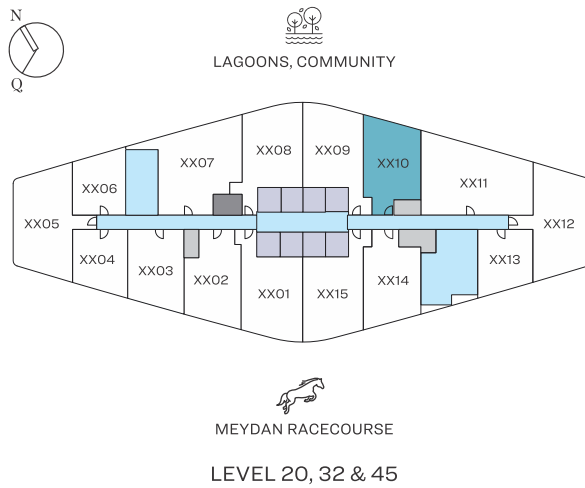 N
Q
LAGOONS, COMMUNITY
XX08 XX09
XX07 XX10
XX06 XX11
XX05 XX12
XX04 XX03 XX02 XX01 XX15 XX14 XX13
MEYDAN RACECOURSE
LEVEL 20, 32 & 45